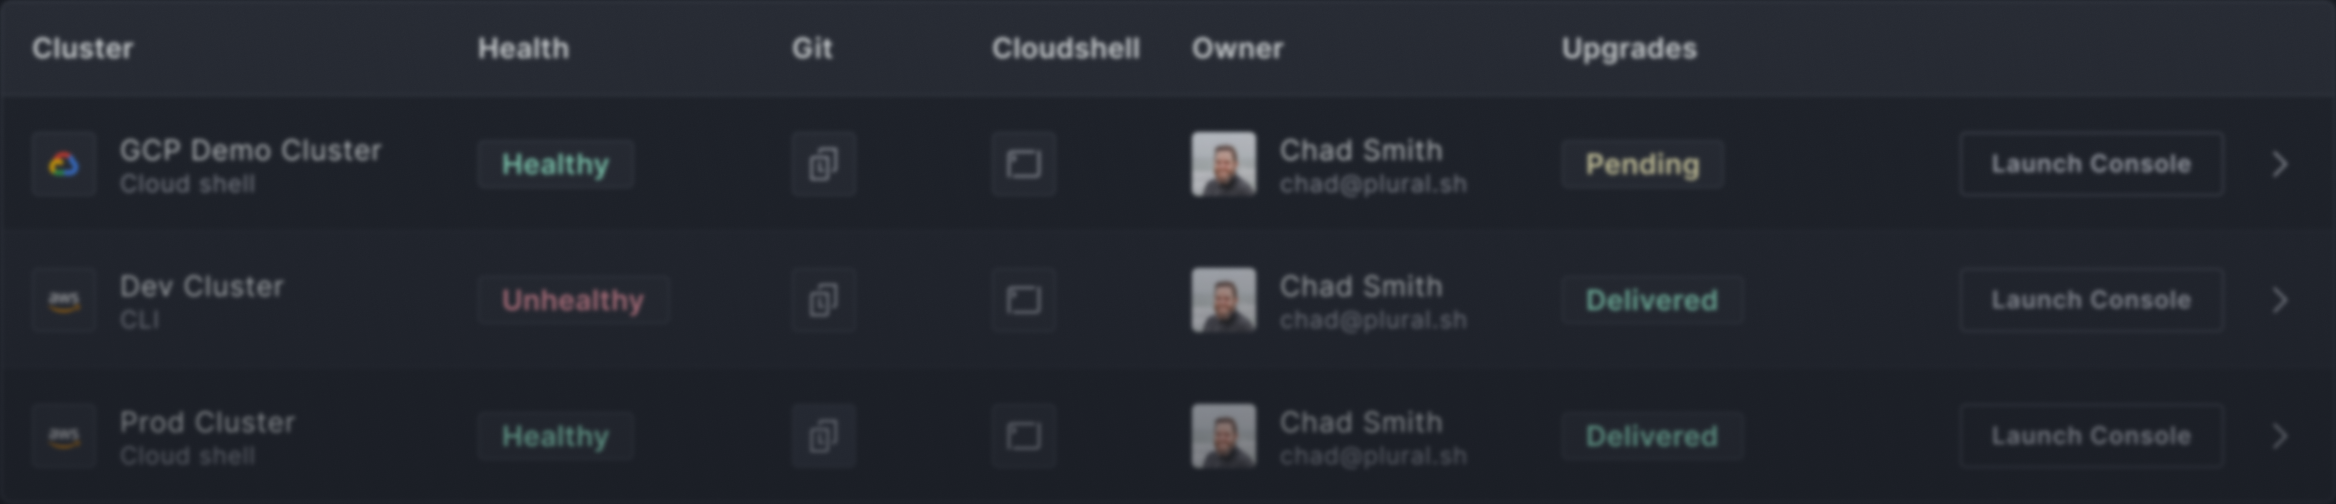 Cluster Health Git Cloudshell Owner Upgrades
GCP Demo Cluster Healthy Chad Smith Pending Launch Console
Cloud shell chad@plural.sh
aws Dev Cluster Unhealthy Chad Smith Delivered Launch Console
CLI chad@plural.sh
aws Prod Cluster Healthy Chad Smith Delivered Launch Console
Cloud shell chad@plural.sh